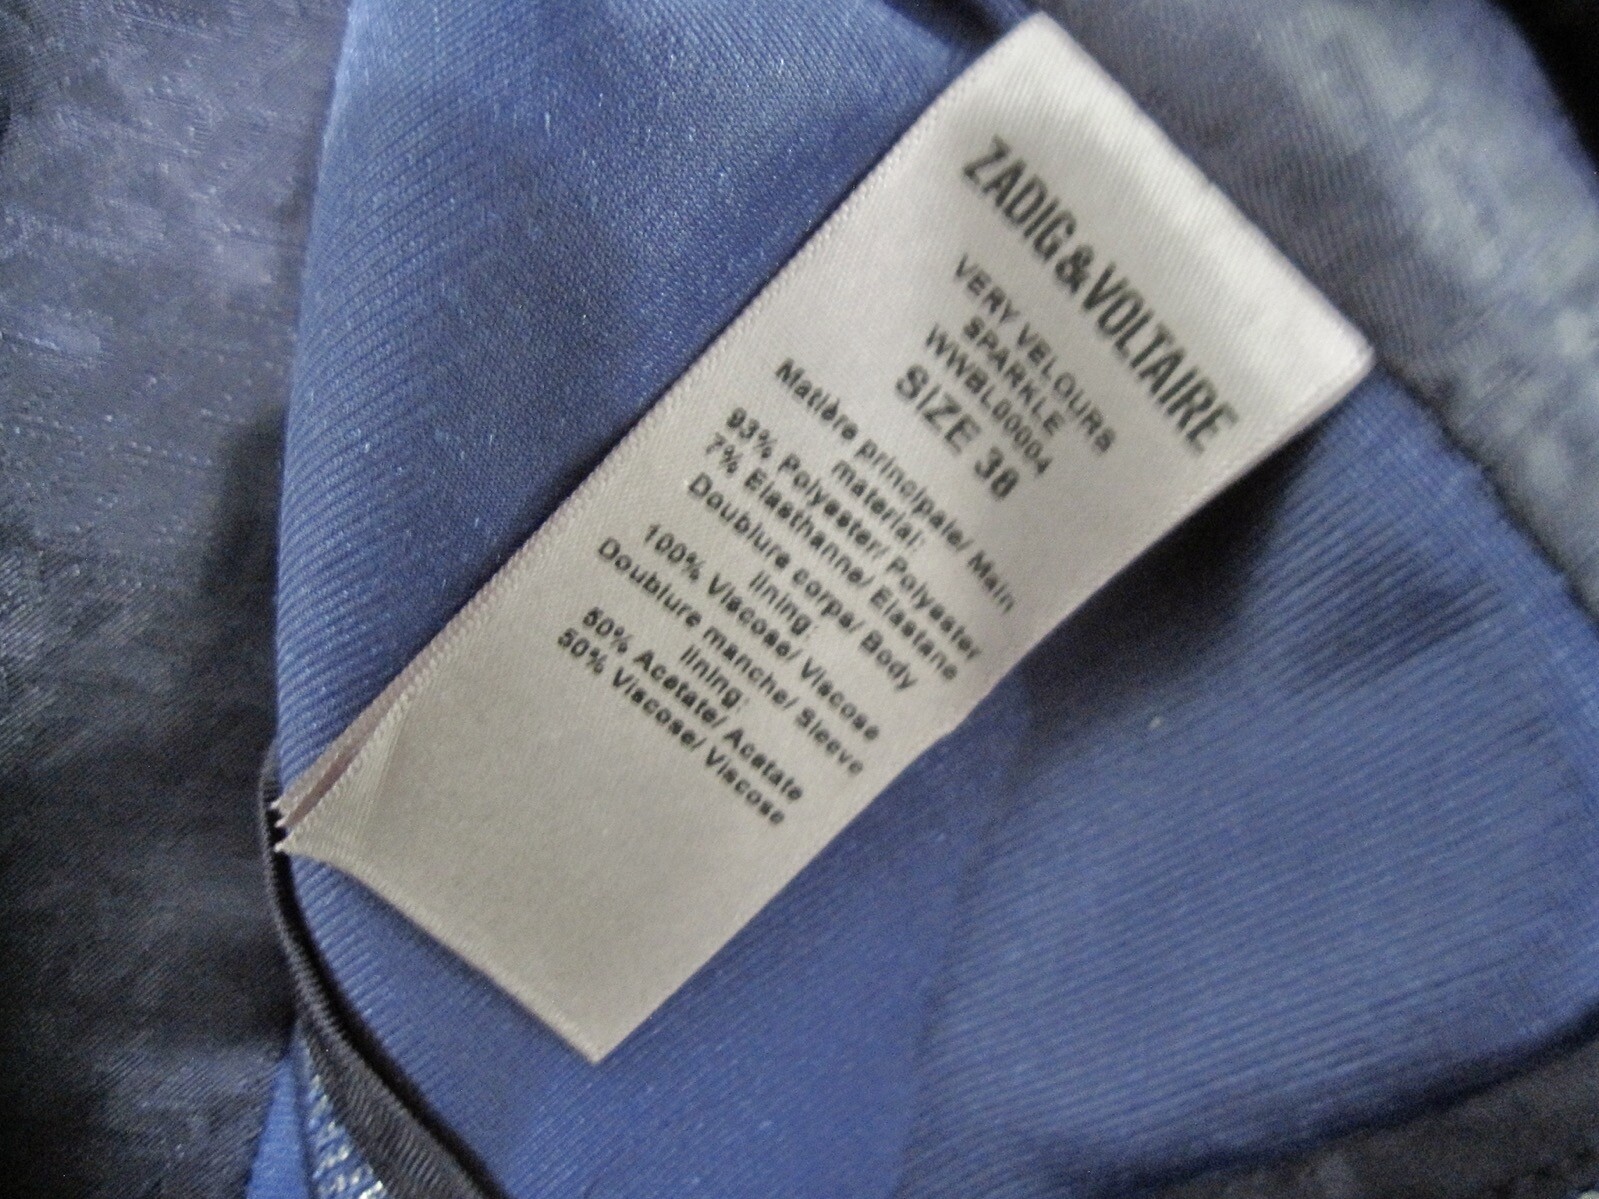 ZADIG&VOLTAIRE
VERY VELOURS
SPARKLE
WWBL00004
SIZE 38
Matière principale/ Main
material:
93% Polyester/ Polyester
7% Elasthanne/ Elastane
Doublure corps/ Body
lining:
100% Viscose/ Viscose
Doublure manche/ Sleeve
lining:
50% Acetate/ Acetate
50% Viscose/ Viscose